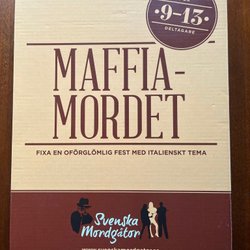 9-13
DELTAGARE
MAFFIA-
MORDET
FIXA EN OFÖRGLÖMLIG FEST MED ITALIENSKT TEMA
Svenska
Mordgåtor